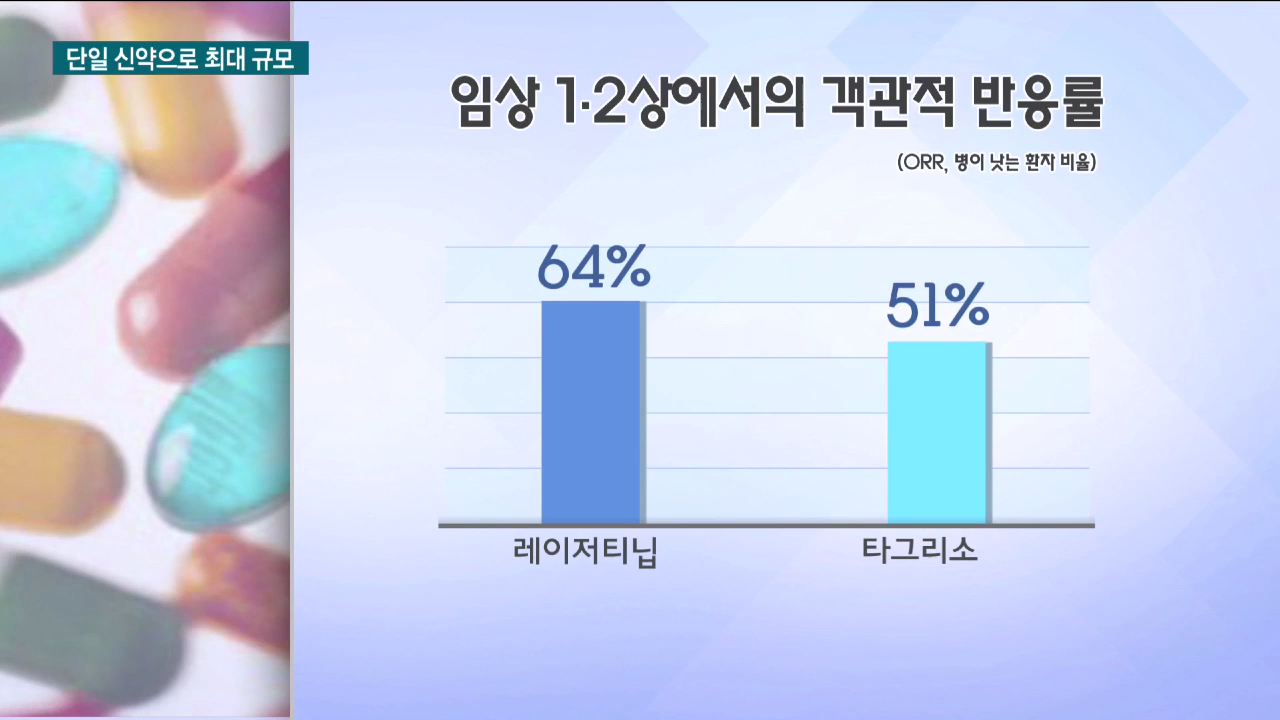 단일 신약으로 최대 규모
임상 1·2상에서의 객관적 반응률
(ORR, 병이 낫는 환자 비율)
64%
51%
레이저티닙
타그리소